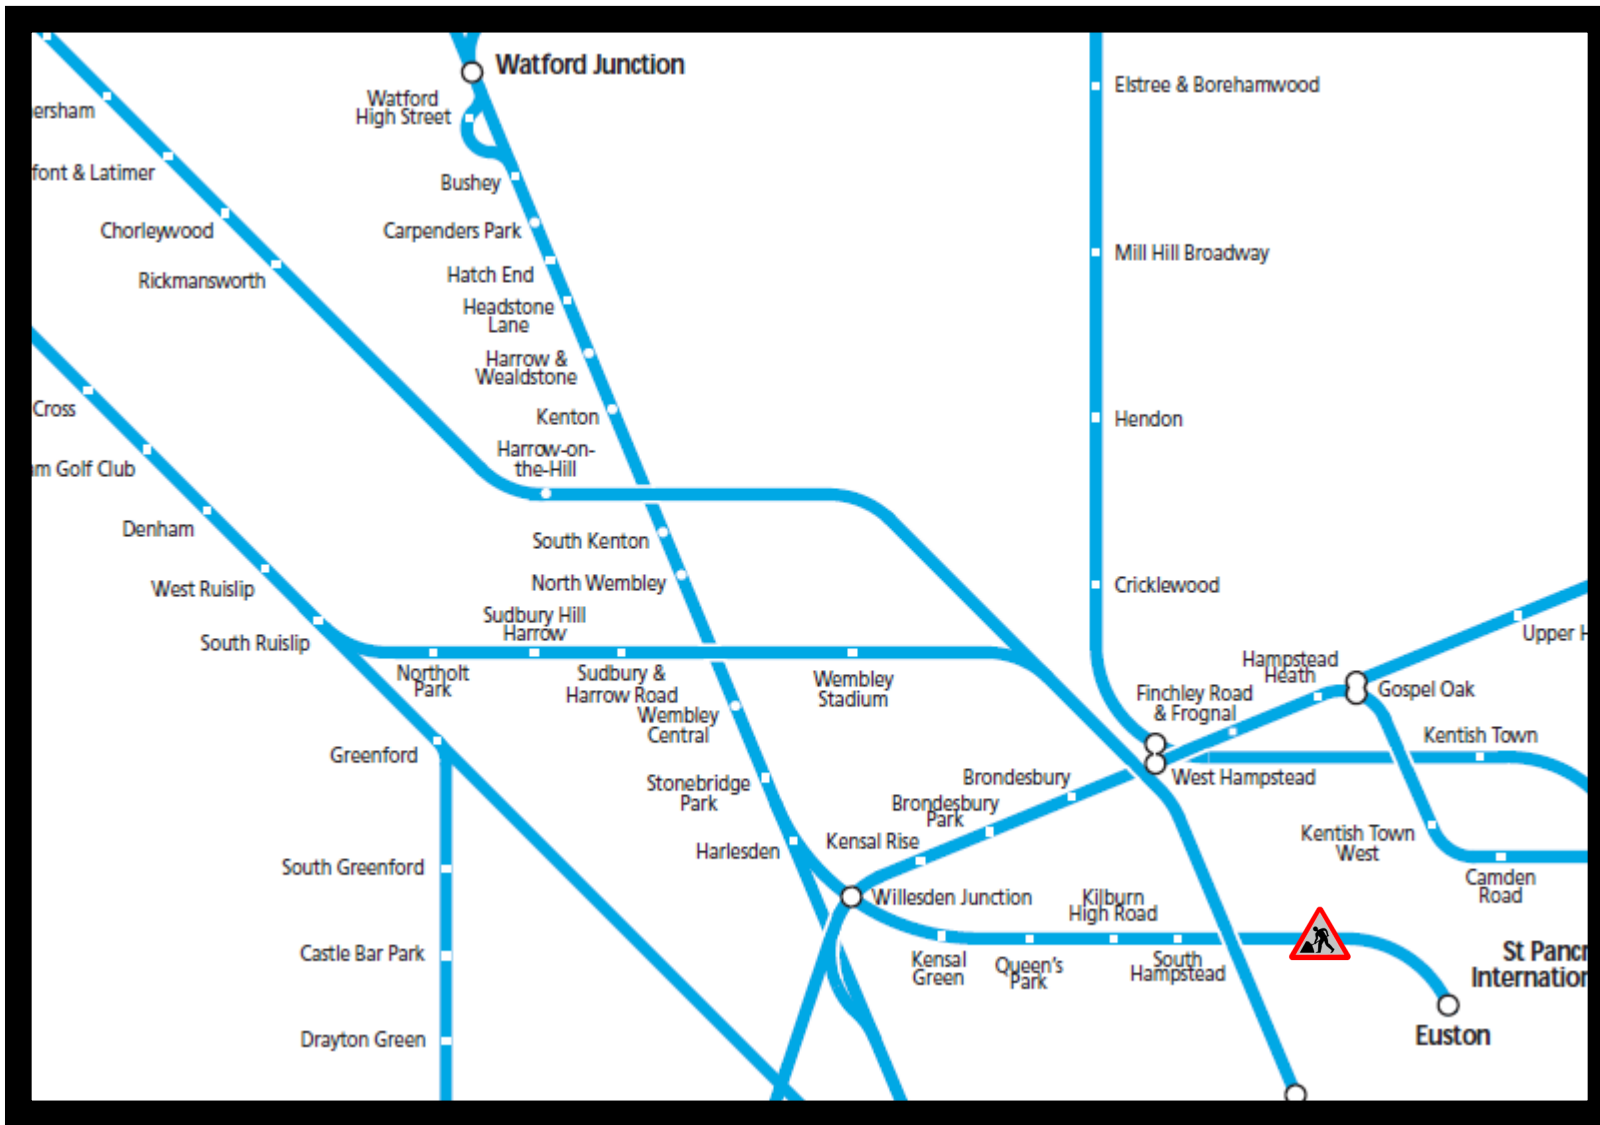 Watford Junction
Elstree & Borehamwood
Watford
High Street
ersham
font & Latimer
Bushey
Chorleywood
Carpenders Park
Mill Hill Broadway
Rickmansworth
Hatch End
Headstone
Lane
Harrow &
Wealdstone
Cross
Kenton
Hendon
Harrow-on-
the-Hill
am Golf Club
Denham
South Kenton
West Ruislip
North Wembley
Cricklewood
Sudbury Hill
Harrow
South Ruislip
Upper H
Northolt
Park
Sudbury &
Harrow Road
Wembley
Stadium
Hampstead
Heath
Gospel Oak
Finchley Road
& Frognal
Wembley
Central
Kentish Town
Greenford
West Hampstead
Stonebridge
Park
Brondesbury
Brondesbury
Park
Kensal Rise
Harlesden
Kentish Town
West
South Greenford
Willesden Junction
Kilburn
High Road
Camden
Road
Castle Bar Park
Kensal
Green
Queen's
Park
South
Hampstead
St Pancr
Internation
Drayton Green
Euston